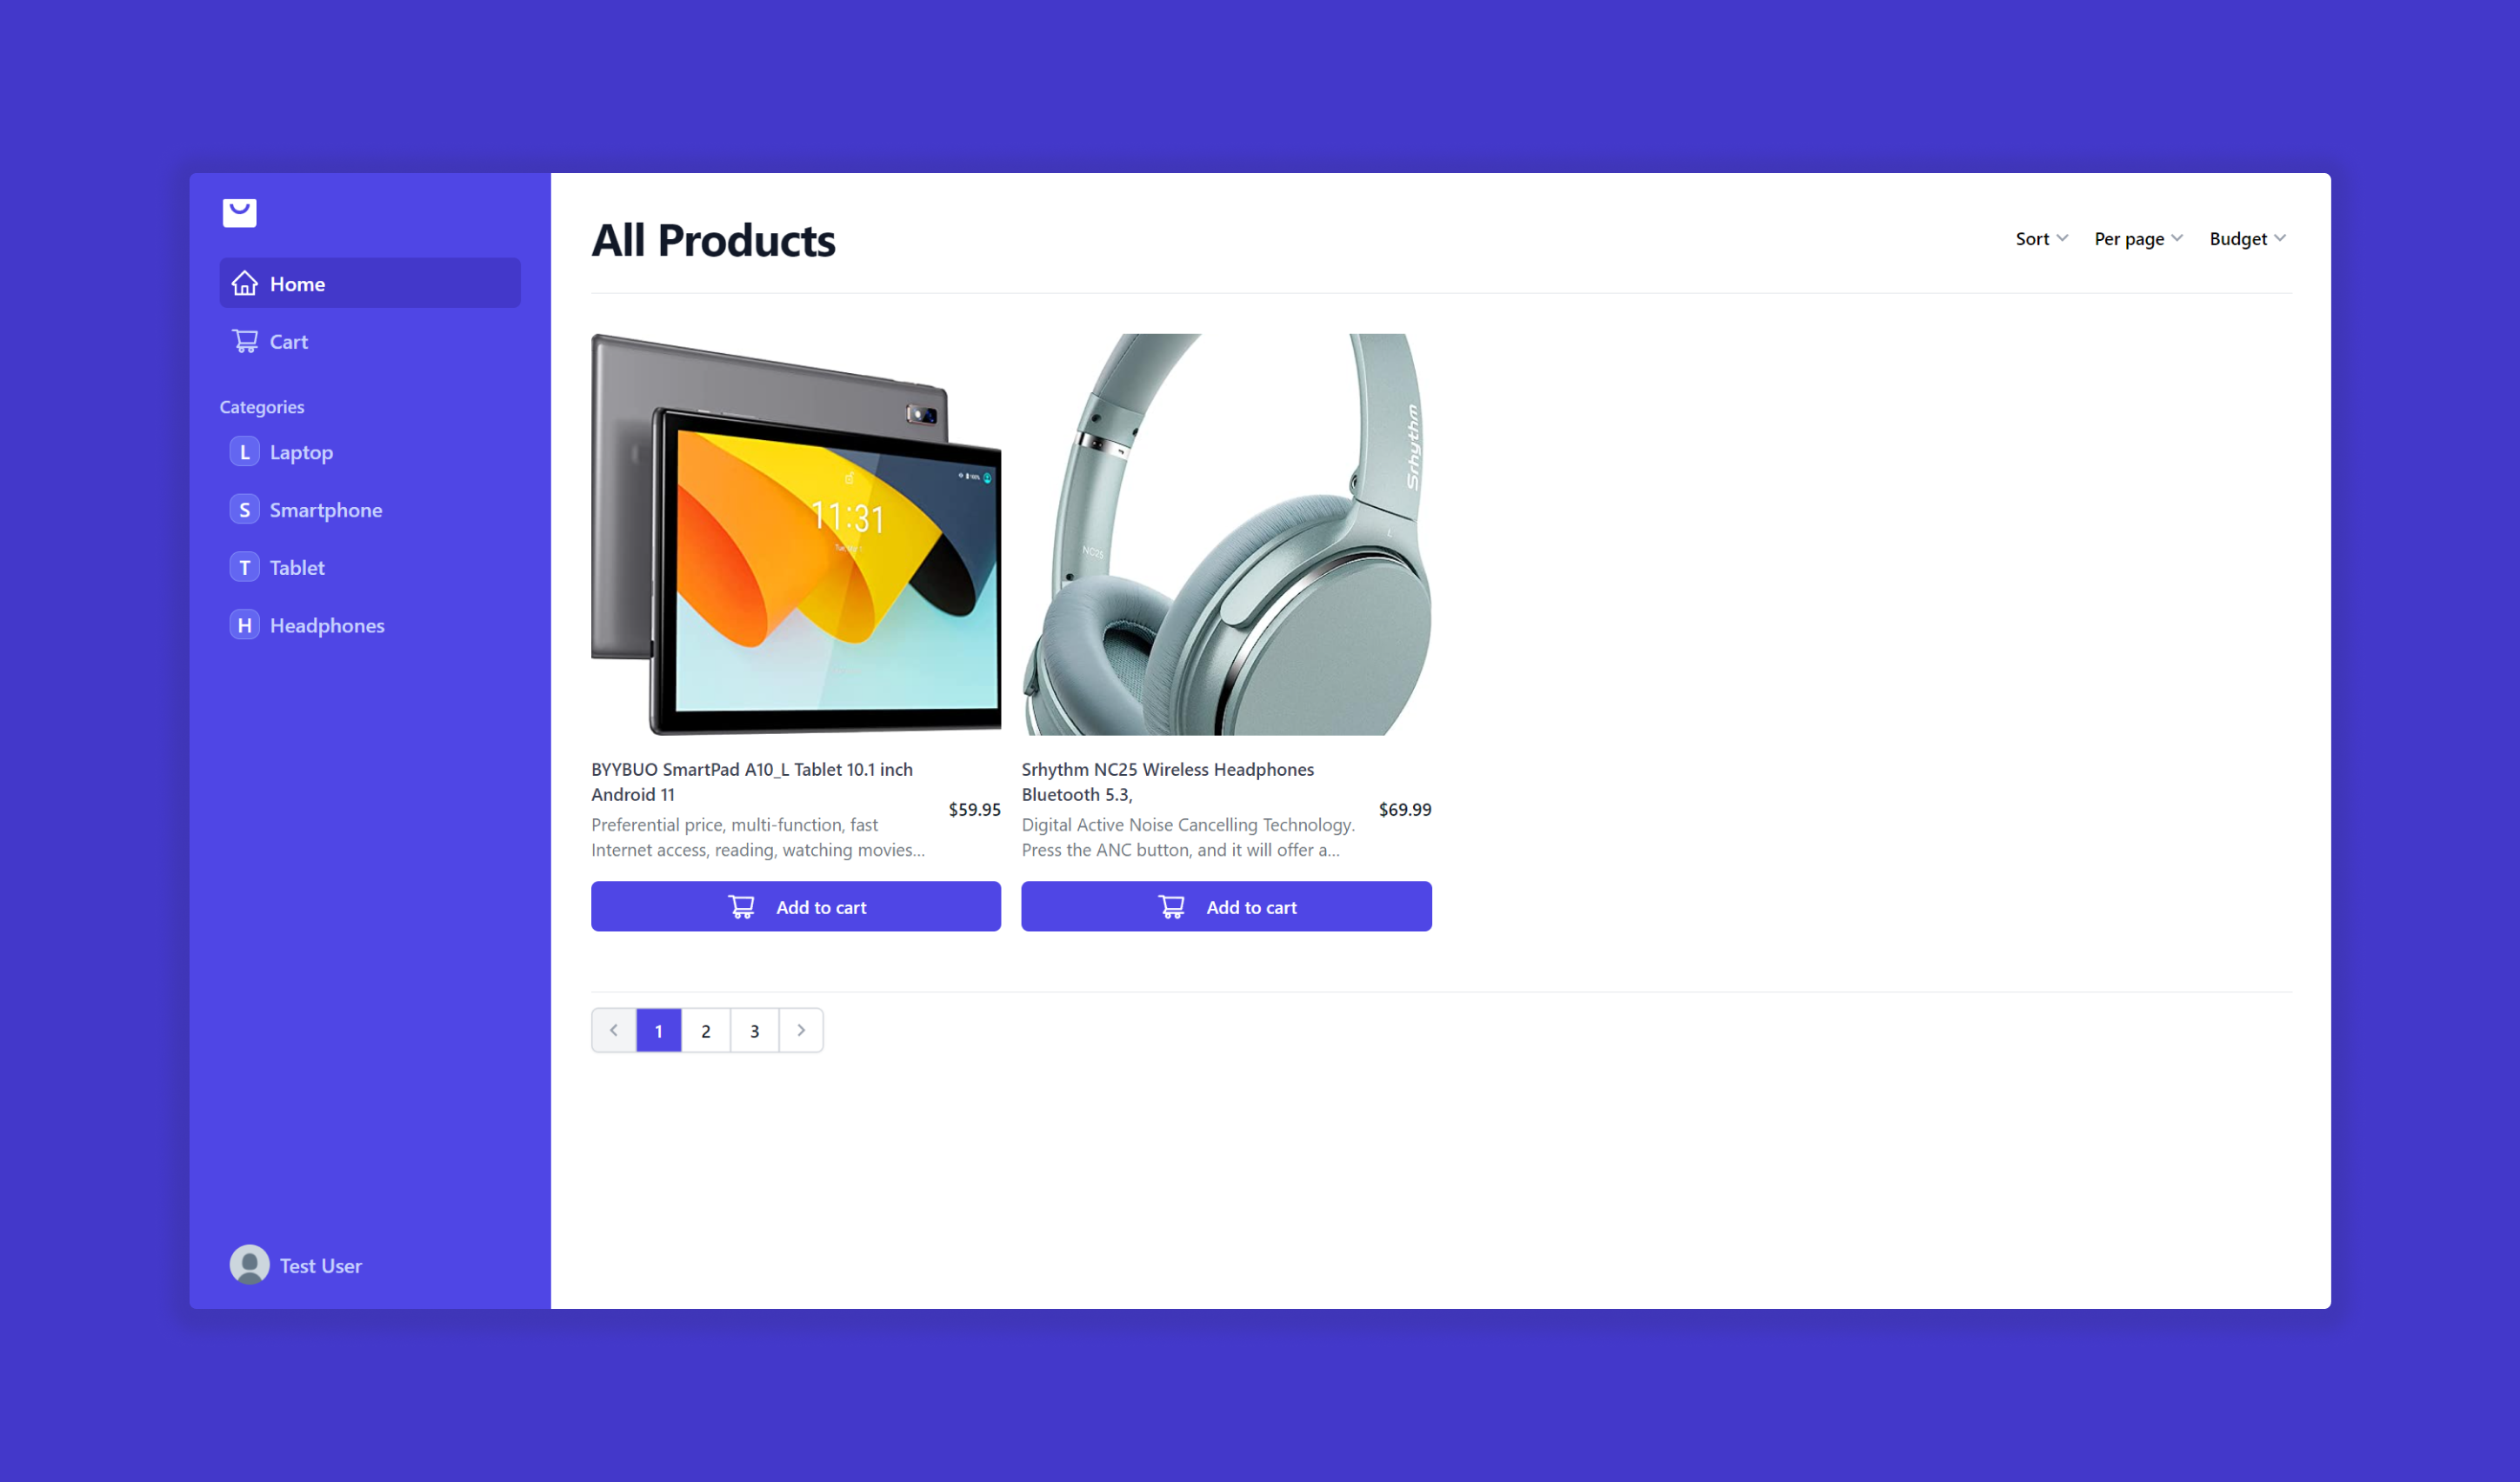 All Products
Sort
Per page
Budget
Home
Cart
Categories
L Laptop
S Smartphone
T Tablet
H Headphones
Test User
11:31
Srhythm
NC25
L
BYYBUO SmartPad A10_L Tablet 10.1 inch
Android 11
$59.95
Preferential price, multi-function, fast
Internet access, reading, watching movies...
Add to cart
Srhythm NC25 Wireless Headphones
Bluetooth 5.3,
$69.99
Digital Active Noise Cancelling Technology.
Press the ANC button, and it will offer a...
Add to cart
1 2 3